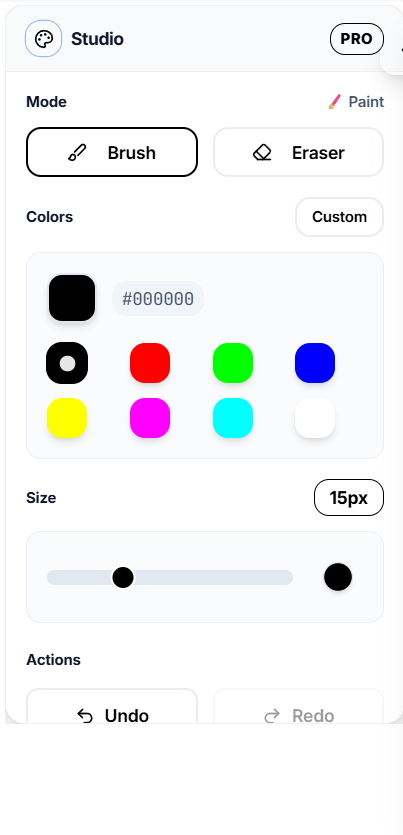 Studio
PRO
Mode
Paint
Brush
Eraser
Colors
Custom
#000000
Size
15px
Actions
Undo
Redo